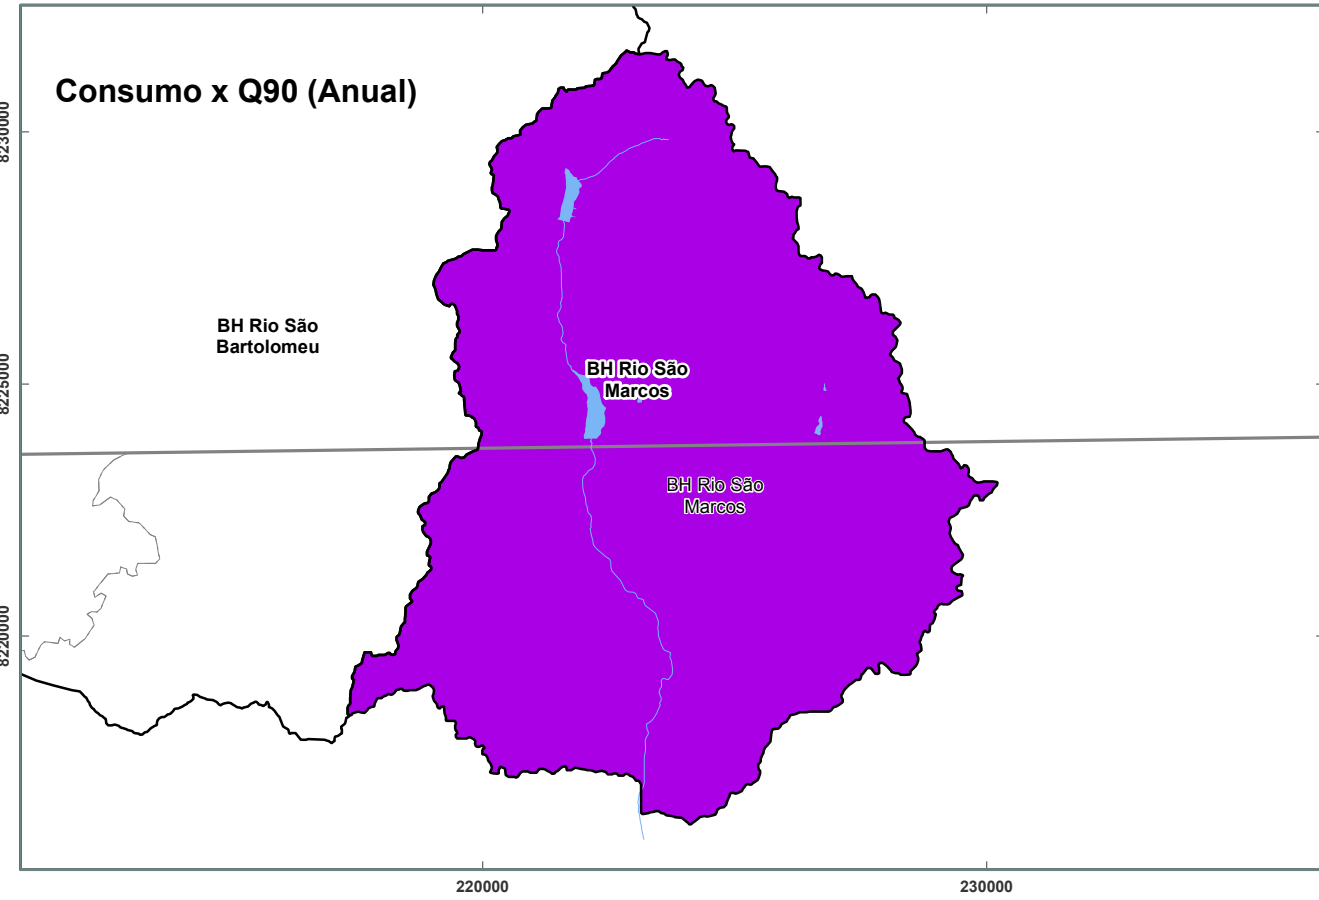 Consumo x Q90 (Anual)
8230000
BH Rio São
Bartolomeu
8225000
BH Rio São
Marcos
BH Rio São
Marcos
8220000
220000
230000